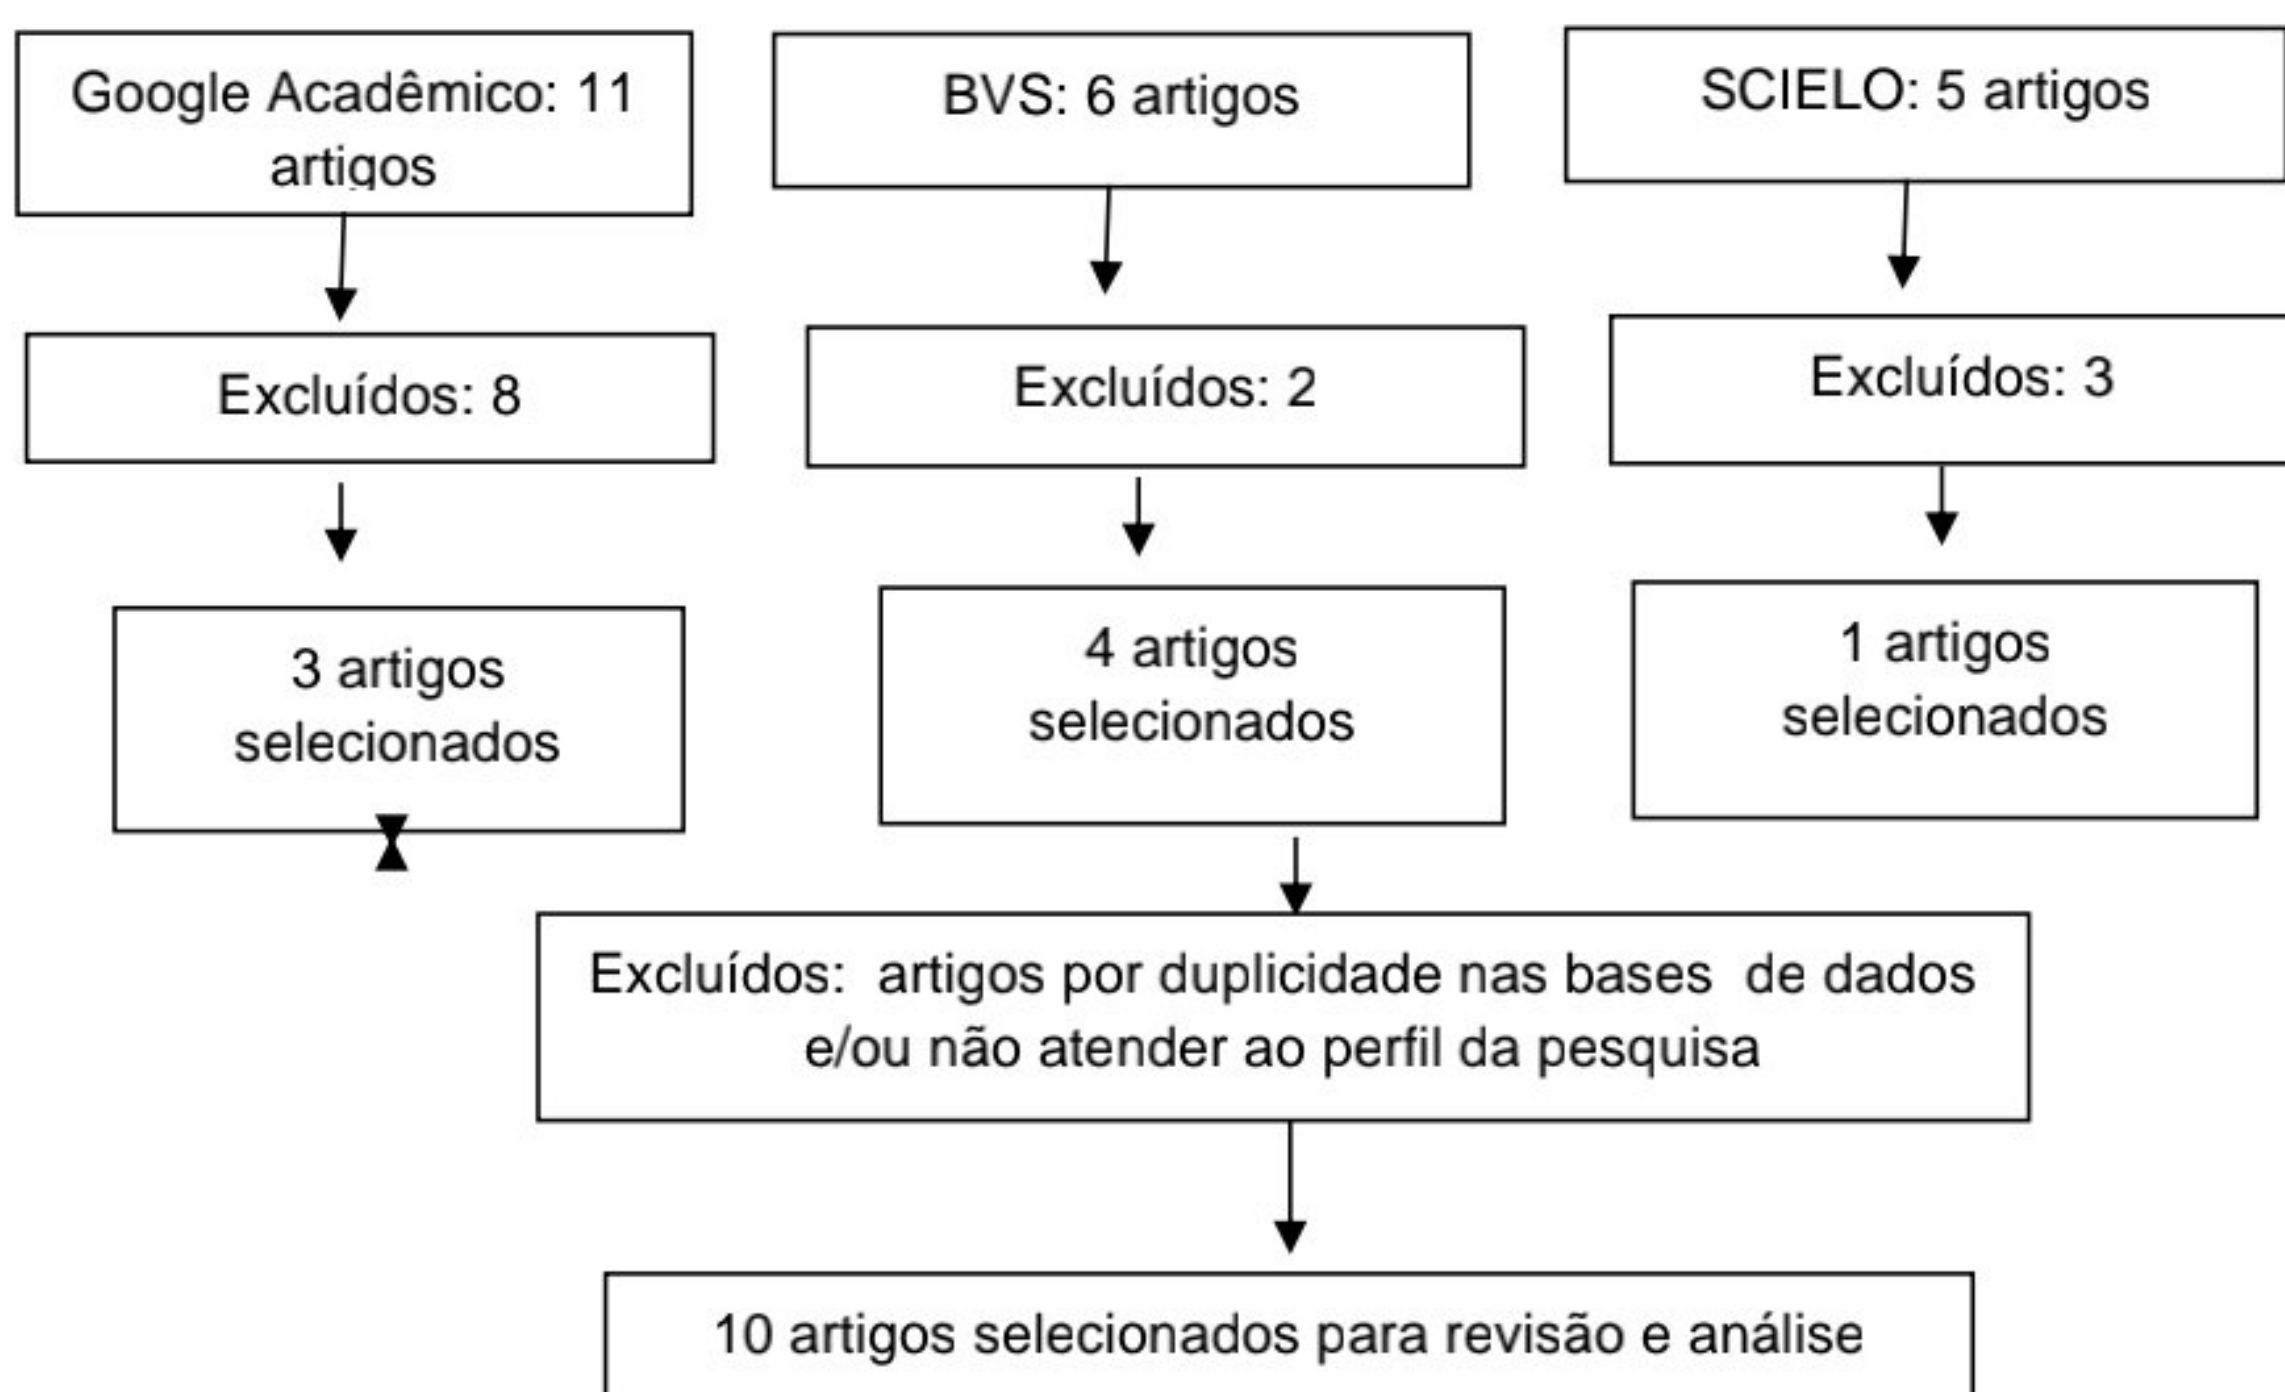 Google Acadêmico: 11
artigos
BVS: 6 artigos
SCIELO: 5 artigos
Excluídos: 8
Excluídos: 2
Excluídos: 3
3 artigos
selecionados
4 artigos
selecionados
1 artigos
selecionados
Excluídos:  artigos por duplicidade nas bases  de dados
e/ou não atender ao perfil da pesquisa
10 artigos selecionados para revisão e análise